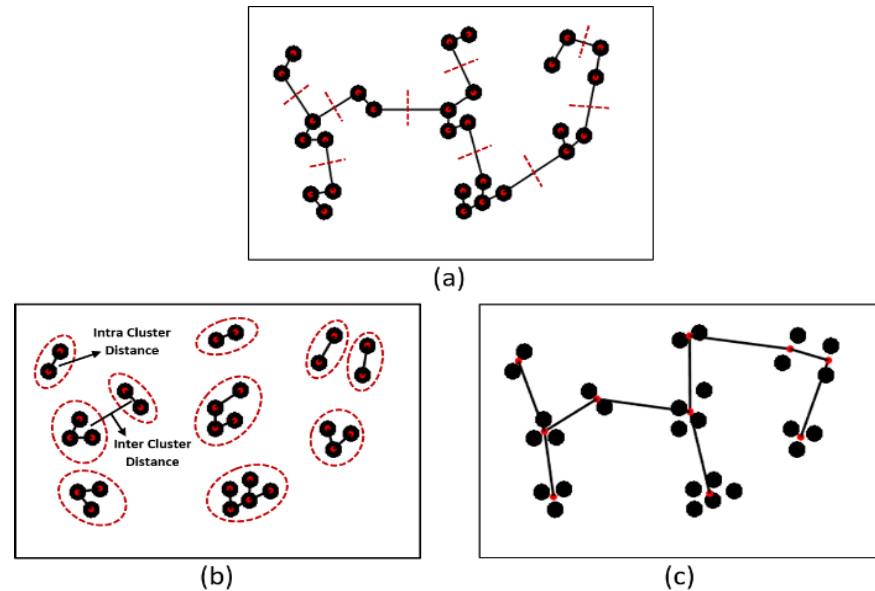 (a)
Intra Cluster
Distance
Inter Cluster
Distance
(b)
(c)